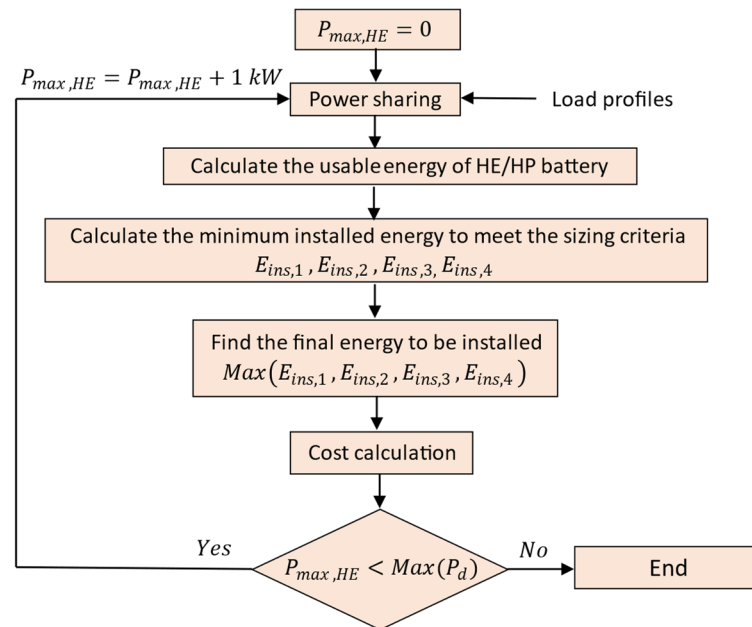 P_{max,HE} = 0
P_{max,HE} = P_{max,HE} + 1 kW
Power sharing
Load profiles
Calculate the usable energy of HE/HP battery
Calculate the minimum installed energy to meet the sizing criteria
E_{ins,1} , E_{ins,2} , E_{ins,3,} E_{ins,4}
Find the final energy to be installed
Max(E_{ins,1} , E_{ins,2} , E_{ins,3} , E_{ins,4})
Cost calculation
Yes
P_{max,HE} < Max(P_d)
No
End